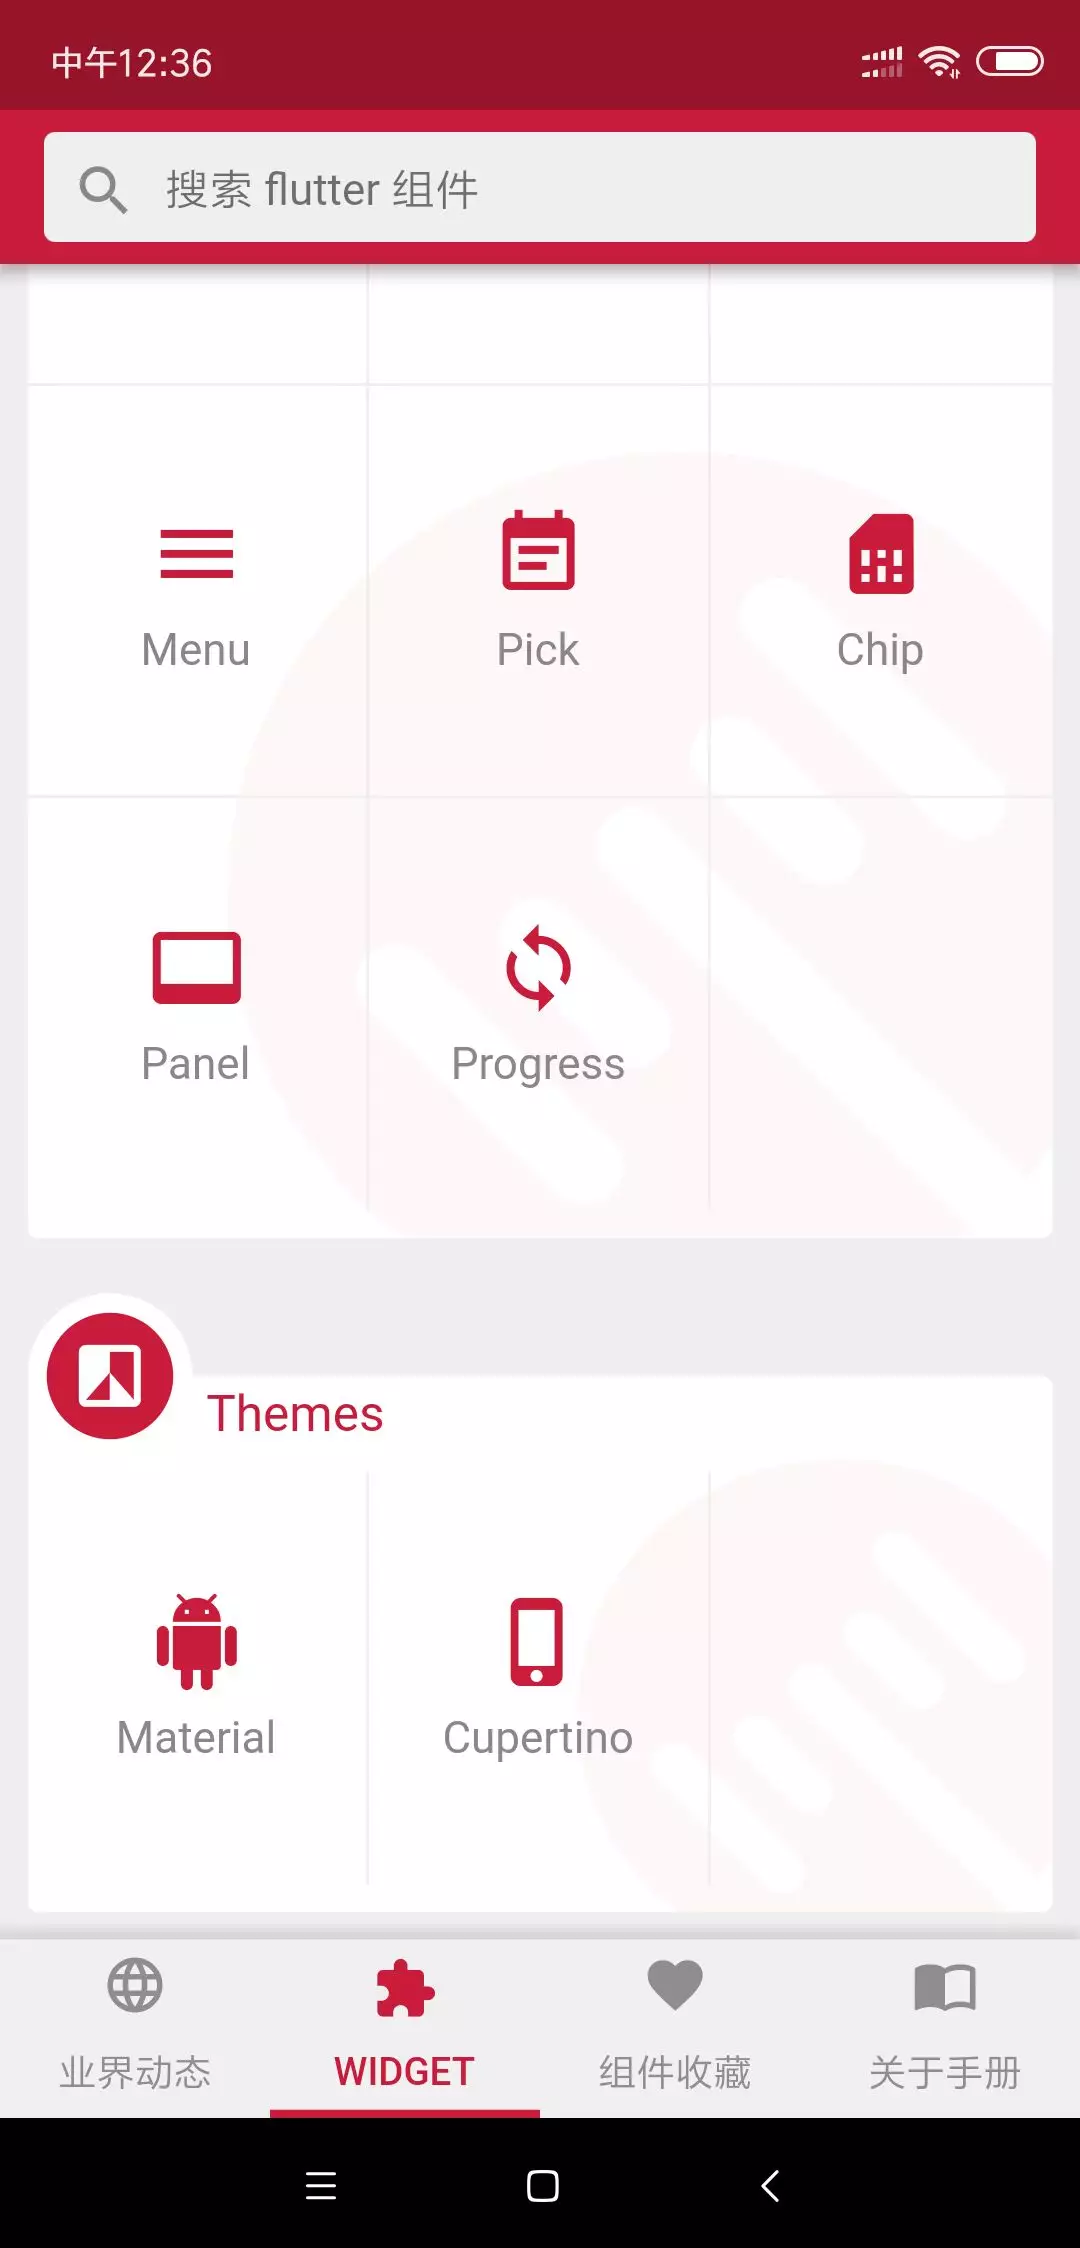 中午12:36
搜索 flutter 组件
Menu
Pick
Chip
Panel
Progress
Themes
Material
Cupertino
业界动态
WIDGET
组件收藏
关于手册